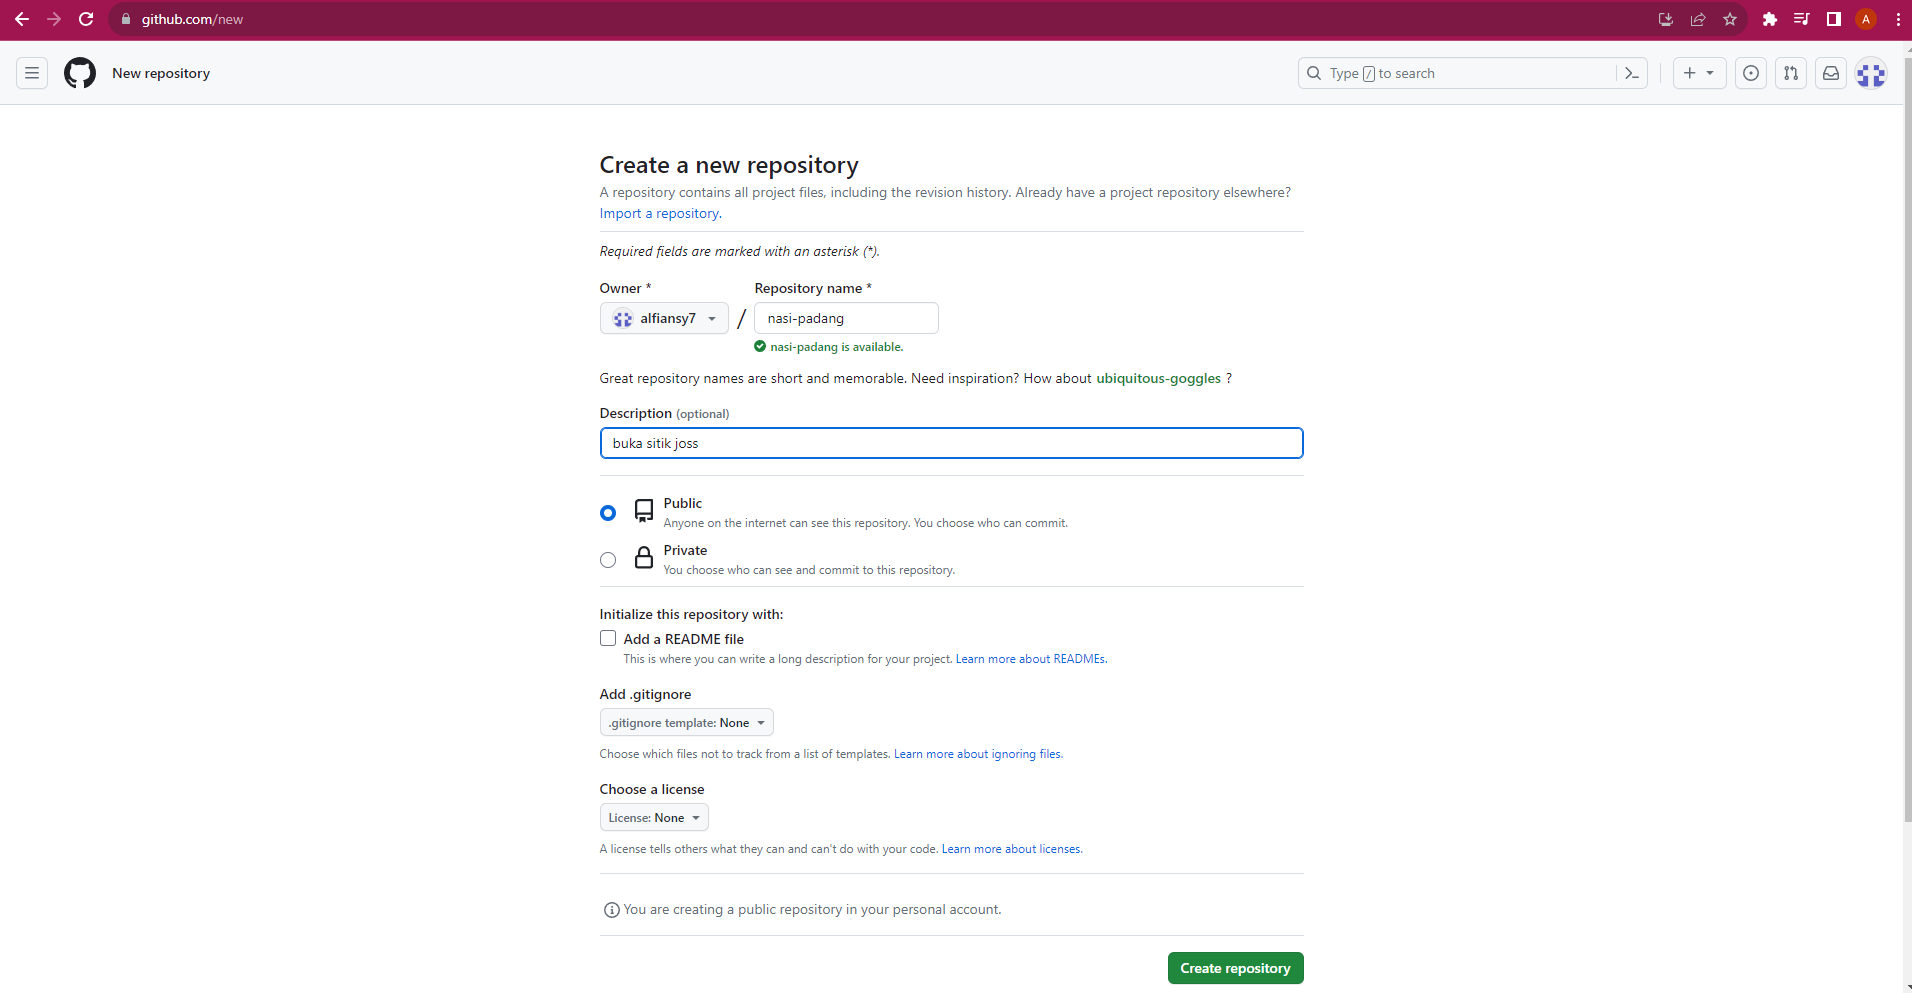 github.com/new
A
New repository
Type / to search
Create a new repository
A repository contains all project files, including the revision history. Already have a project repository elsewhere?
Import a repository.
Required fields are marked with an asterisk (*).
Owner *
Repository name *
alfiansy7
/
nasi-padang
nasi-padang is available.
Great repository names are short and memorable. Need inspiration? How about ubiquitous-goggles ?
Description (optional)
buka sitik joss
Public
Anyone on the internet can see this repository. You choose who can commit.
Private
You choose who can see and commit to this repository.
Initialize this repository with:
Add a README file
This is where you can write a long description for your project. Learn more about READMEs.
Add .gitignore
.gitignore template: None
Choose which files not to track from a list of templates. Learn more about ignoring files.
Choose a license
License: None
A license tells others what they can and can't do with your code. Learn more about licenses.
You are creating a public repository in your personal account.
Create repository